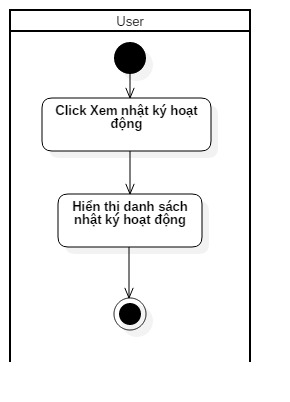 User
Click Xem nhật ký hoạt
động
Hiển thị danh sách
nhật ký hoạt động